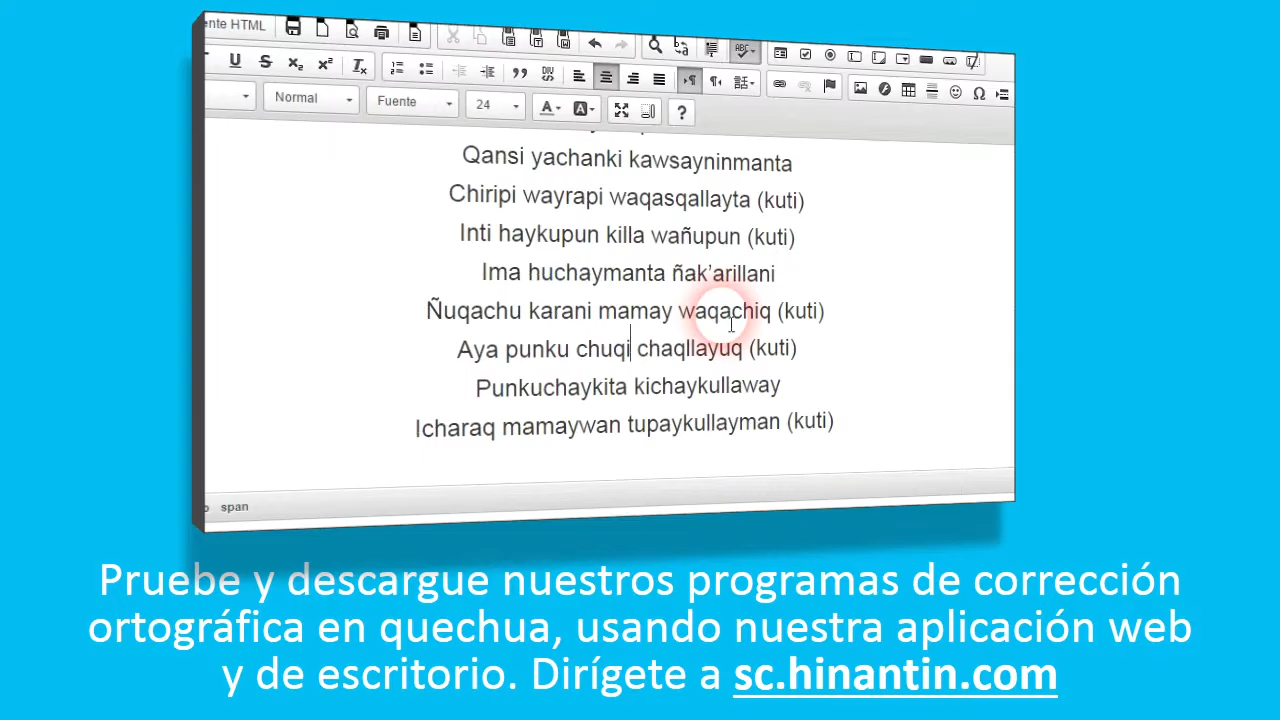 ente HTML
Normal Fuente 24
Qansi yachanki kawsayninmanta
Chiripi wayrapi waqasqallayta (kuti)
Inti haykupun killa wañupun (kuti)
Ima huchaymanta ñak'arillani
Ñuqachu karani mamay waqachiq (kuti)
Aya punku chuqi chaqllayuq (kuti)
Punkuchaykita kichaykullaway
Icharaq mamaywan tupaykullayman (kuti)
span
Pruebe y descargue nuestros programas de corrección
ortográfica en quechua, usando nuestra aplicación web
y de escritorio. Dirígete a sc.hinantin.com